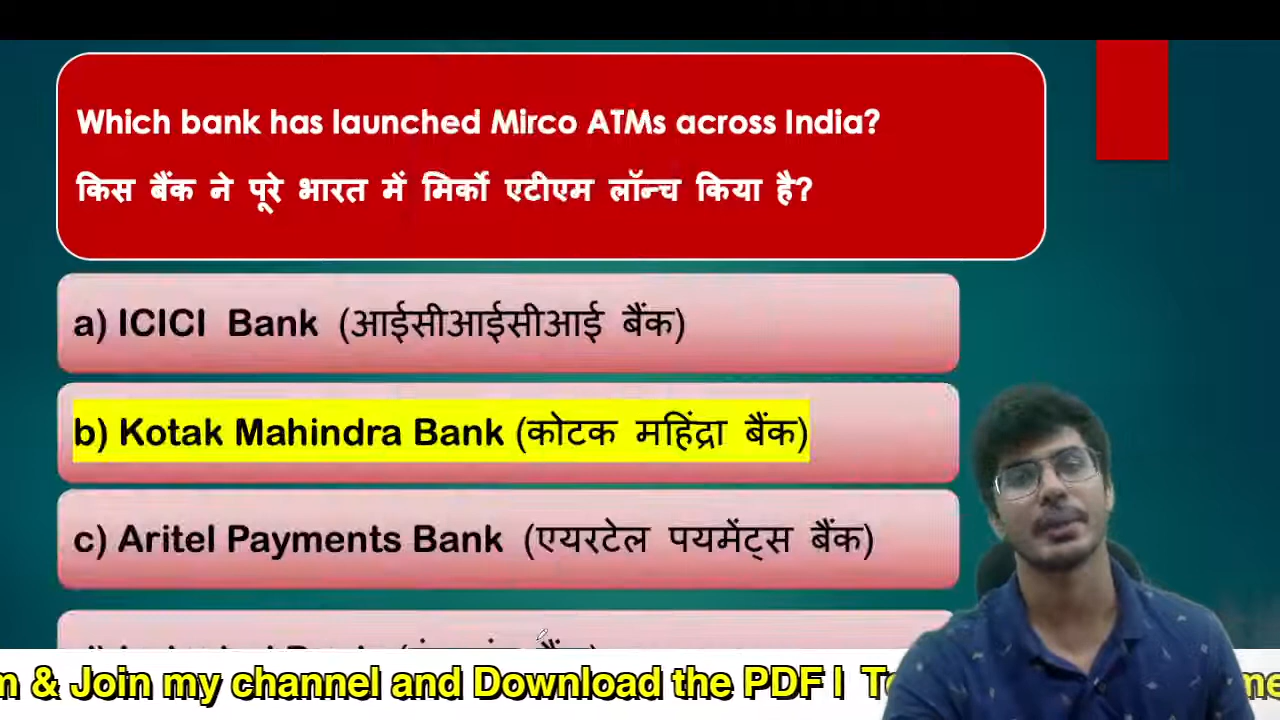 Which bank has launched Mirco ATMs across India?
किस बैंक ने पूरे भारत में मिर्को एटीएम लॉन्च किया है?
a) ICICI Bank (आईसीआईसीआई बैंक)
b) Kotak Mahindra Bank (कोटक महिंद्रा बैंक)
c) Aritel Payments Bank (एयरटेल पयमेंट्स बैंक)
& Join my channel and Download the PDF I